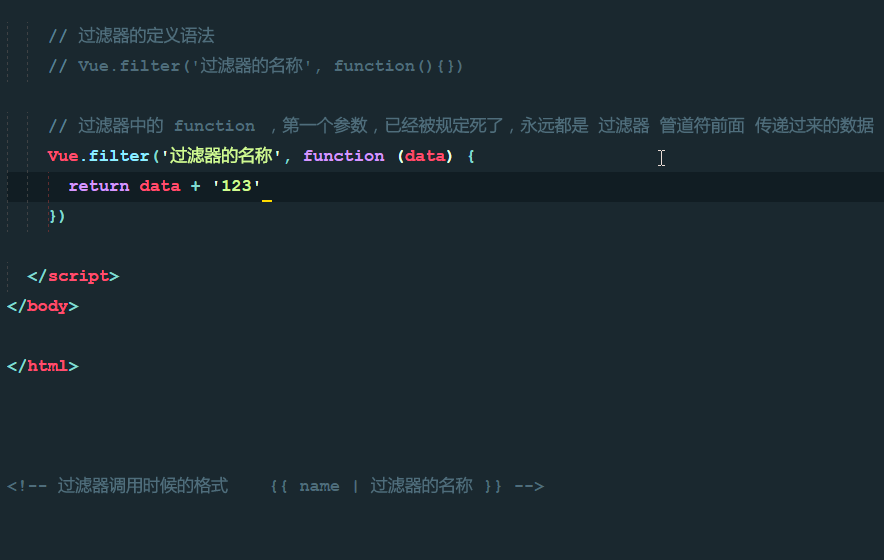 // 过滤器的定义语法
// Vue.filter('过滤器的名称', function(){})
// 过滤器中的 function ，第一个参数，已经被规定死了，永远都是 过滤器 管道符前面 传递过来的数据
Vue.filter('过滤器的名称', function (data) {
return data + '123'
})
</script>
</body>
</html>
<!-- 过滤器调用时候的格式    {{ name | 过滤器的名称 }} -->